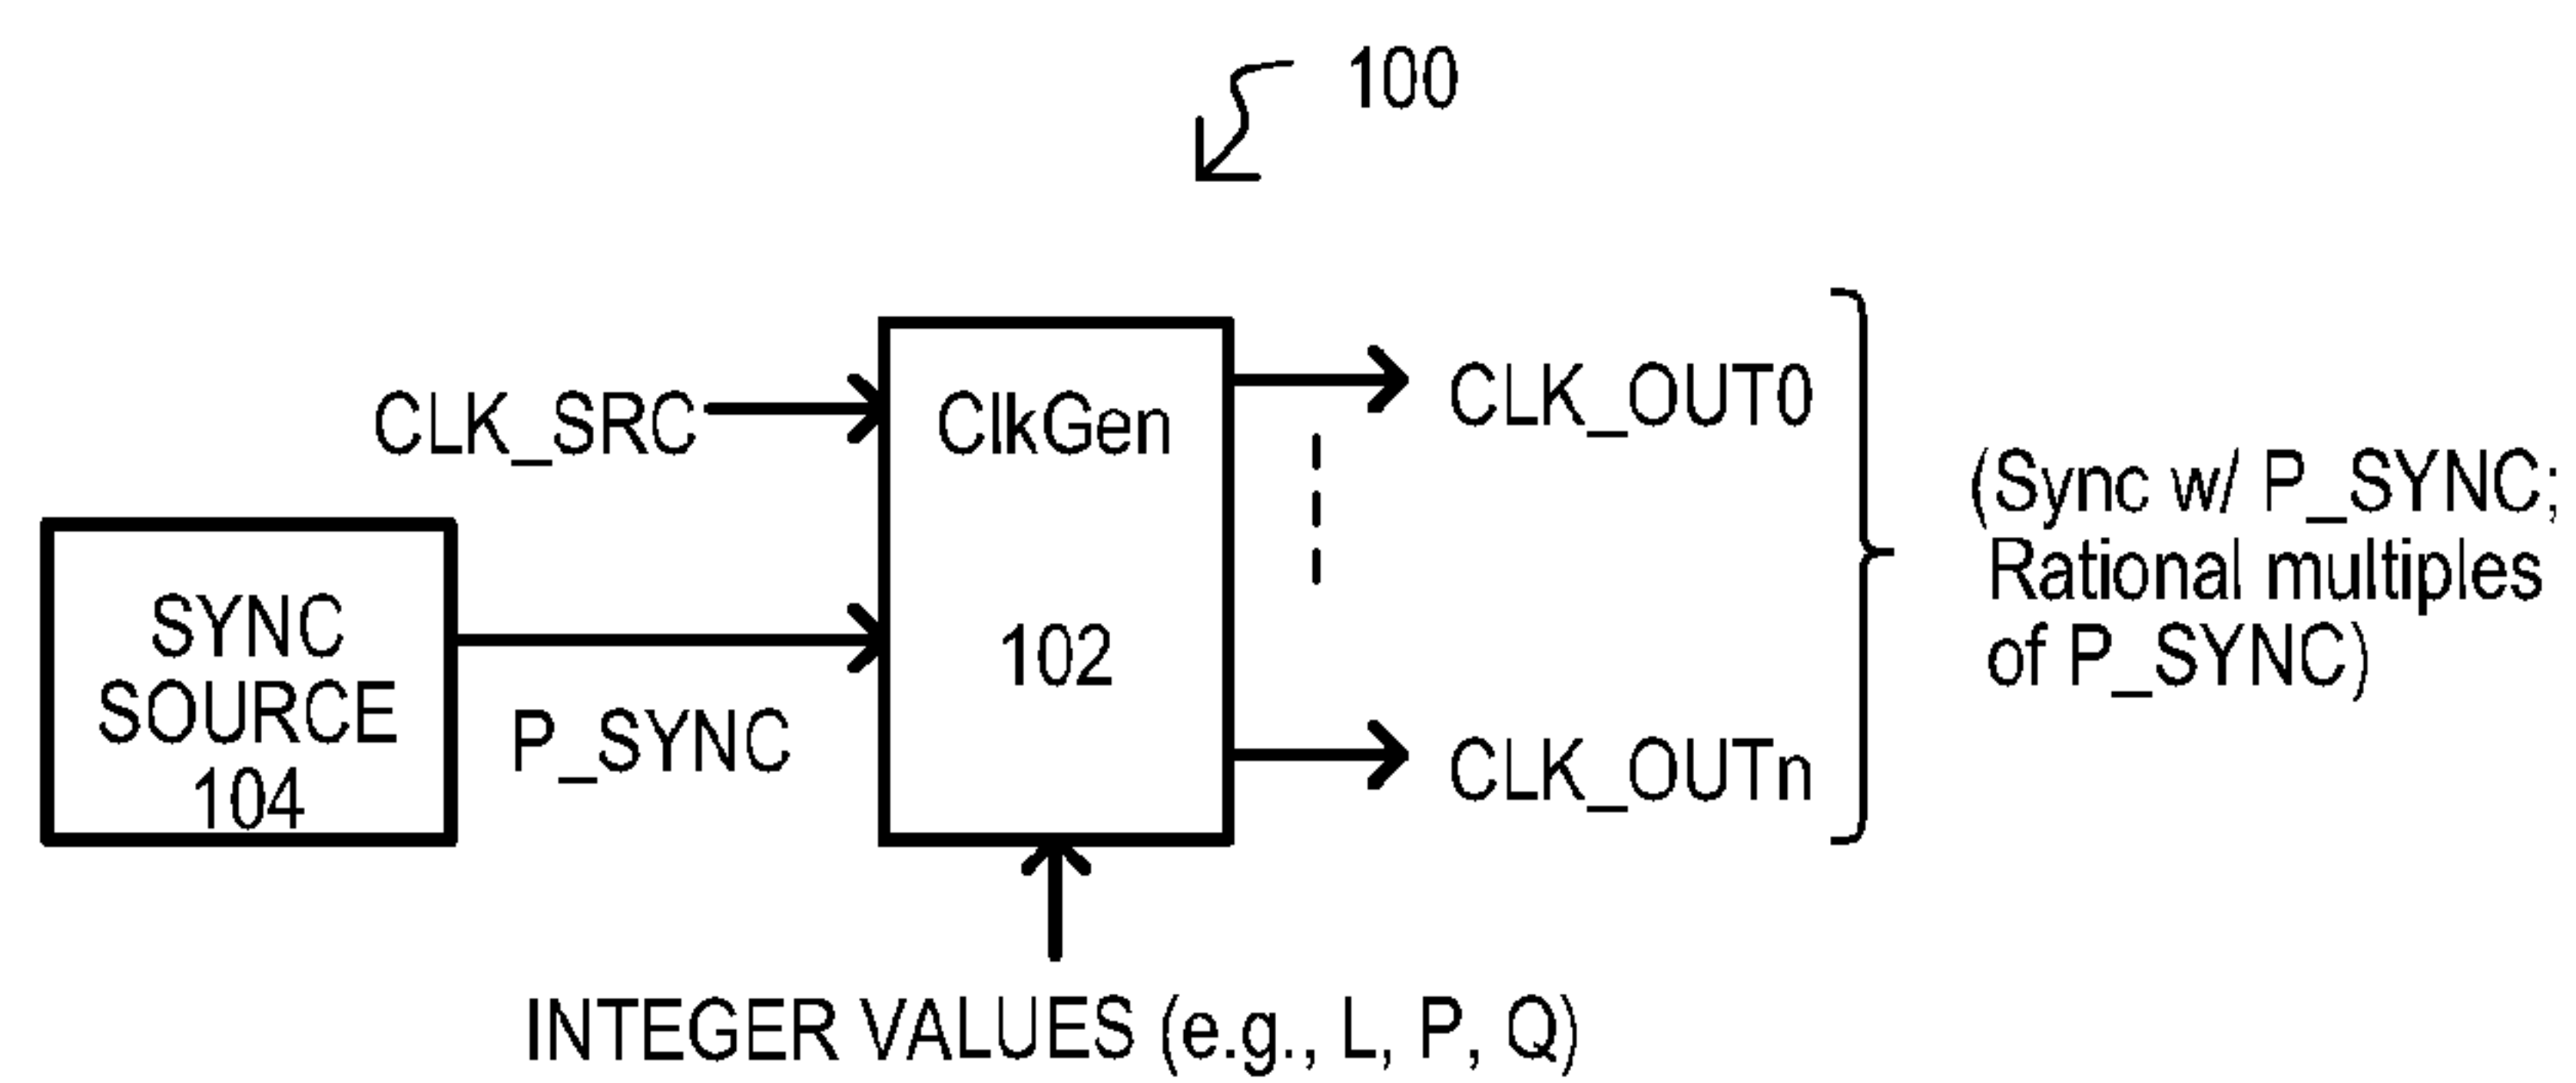 100
CLK_SRC
ClkGen
102
SYNC
SOURCE
104
P_SYNC
CLK_OUT0
CLK_OUTn
(Sync w/ P_SYNC;
Rational multiples
of P_SYNC)
INTEGER VALUES (e.g., L, P, Q)